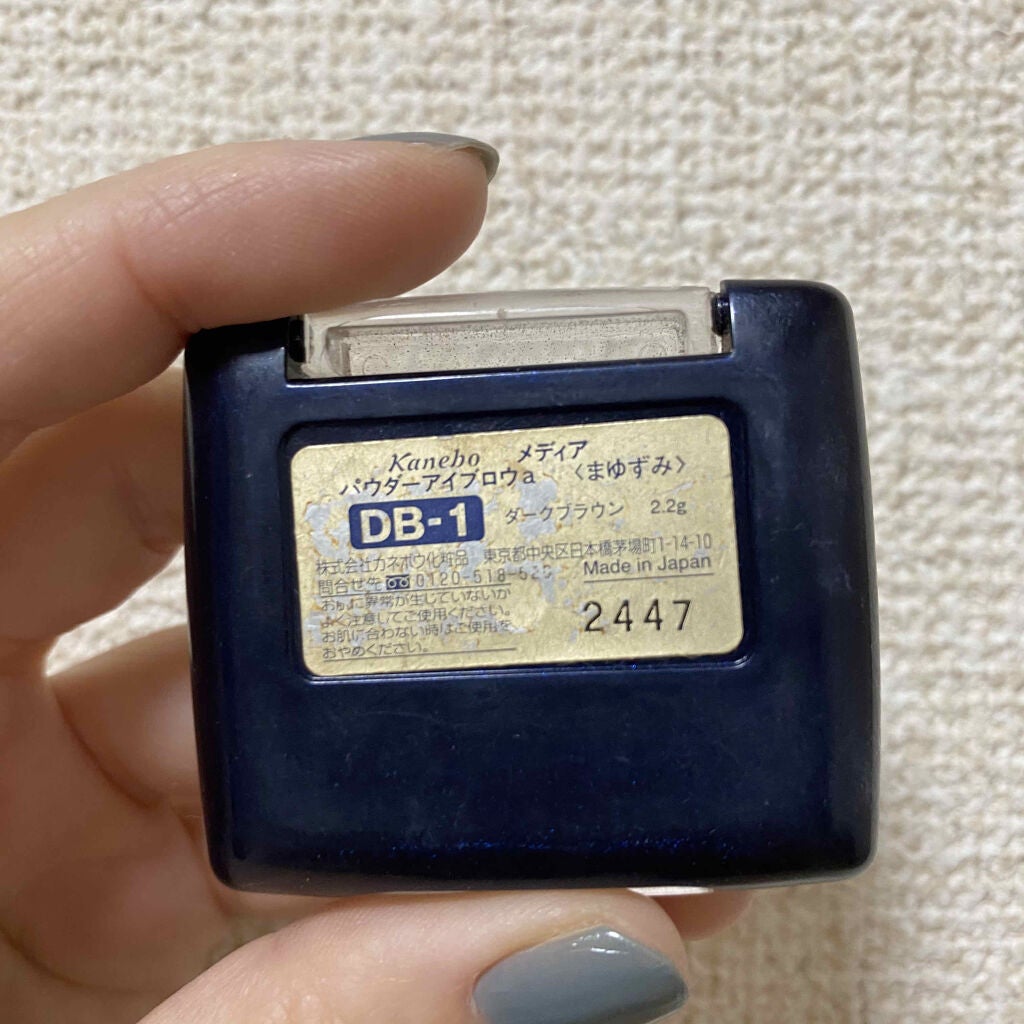 Kanebo メディア
パウダーアイブロウa 〈まゆずみ〉
DB-1 ダークブラウン 2.2g
株式会社カネボウ化粧品 東京都中央区日本橋茅場町1-14-10
問合せ先 0120-518-520 Made in Japan
お肌に異常が生じていないか
よく注意してご使用ください。
お肌に合わない時はご使用を
おやめください。
2447